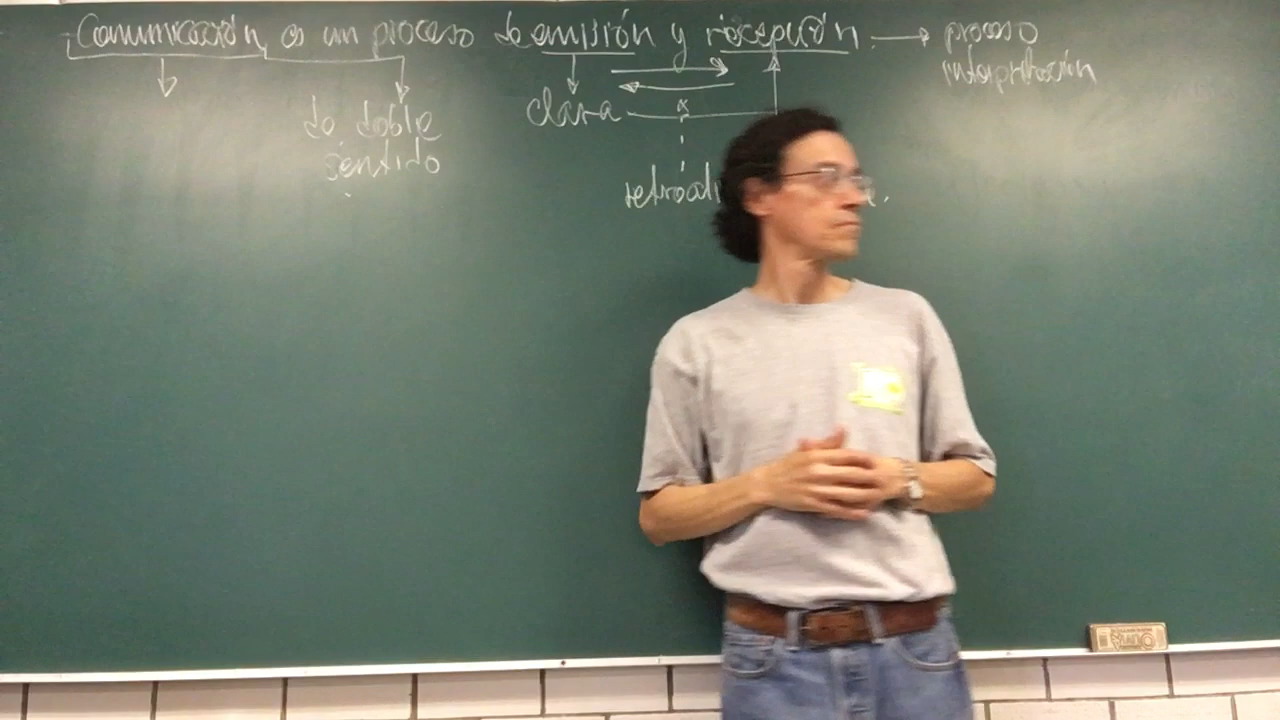 Comunicación, es un proceso de emisión y recepción. → proceso
interpretación
de doble
sentido
clara
retroali